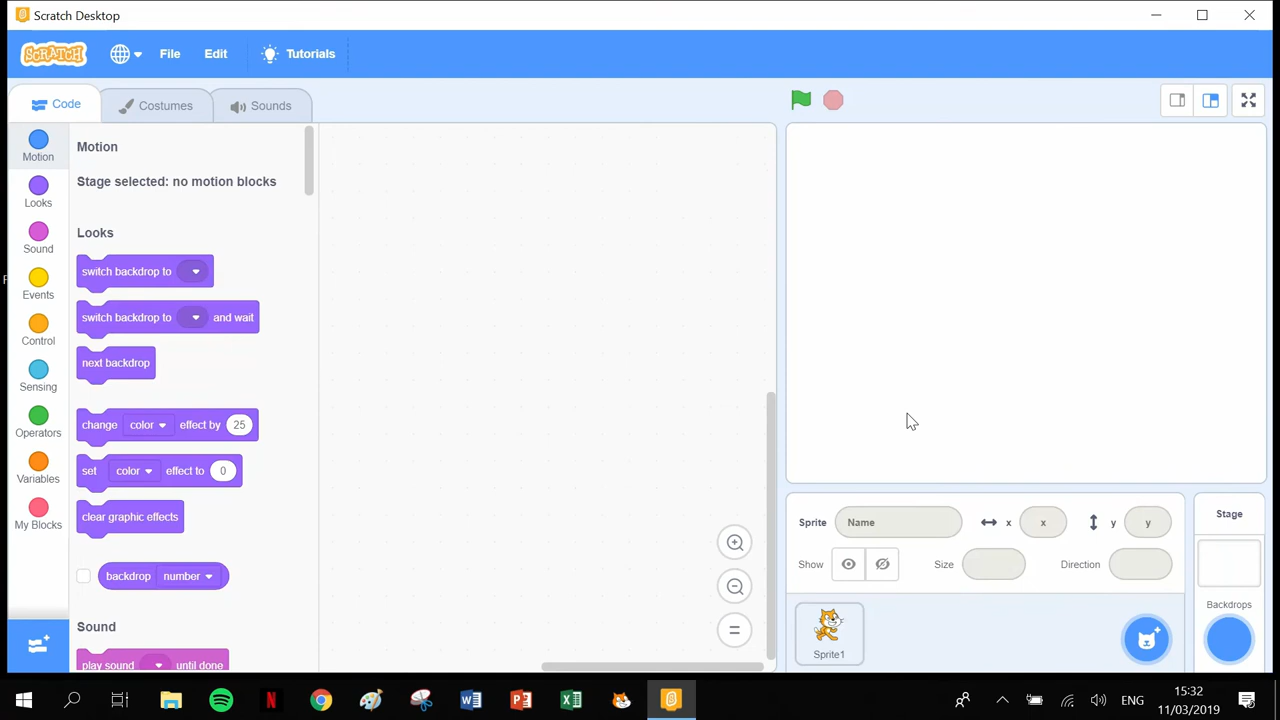 Scratch Desktop
SCRATCH File Edit Tutorials
Code Costumes Sounds
Motion
Looks
Sound
Events
Control
Sensing
Operators
Variables
My Blocks
Motion
Stage selected: no motion blocks
Looks
switch backdrop to
switch backdrop to and wait
next backdrop
change color effect by 25
set color effect to 0
clear graphic effects
backdrop number
Sound
play sound until done
Sprite Name x x y y
Show Size Direction
Sprite1
Stage
Backdrops
ENG
15:32
11/03/2019